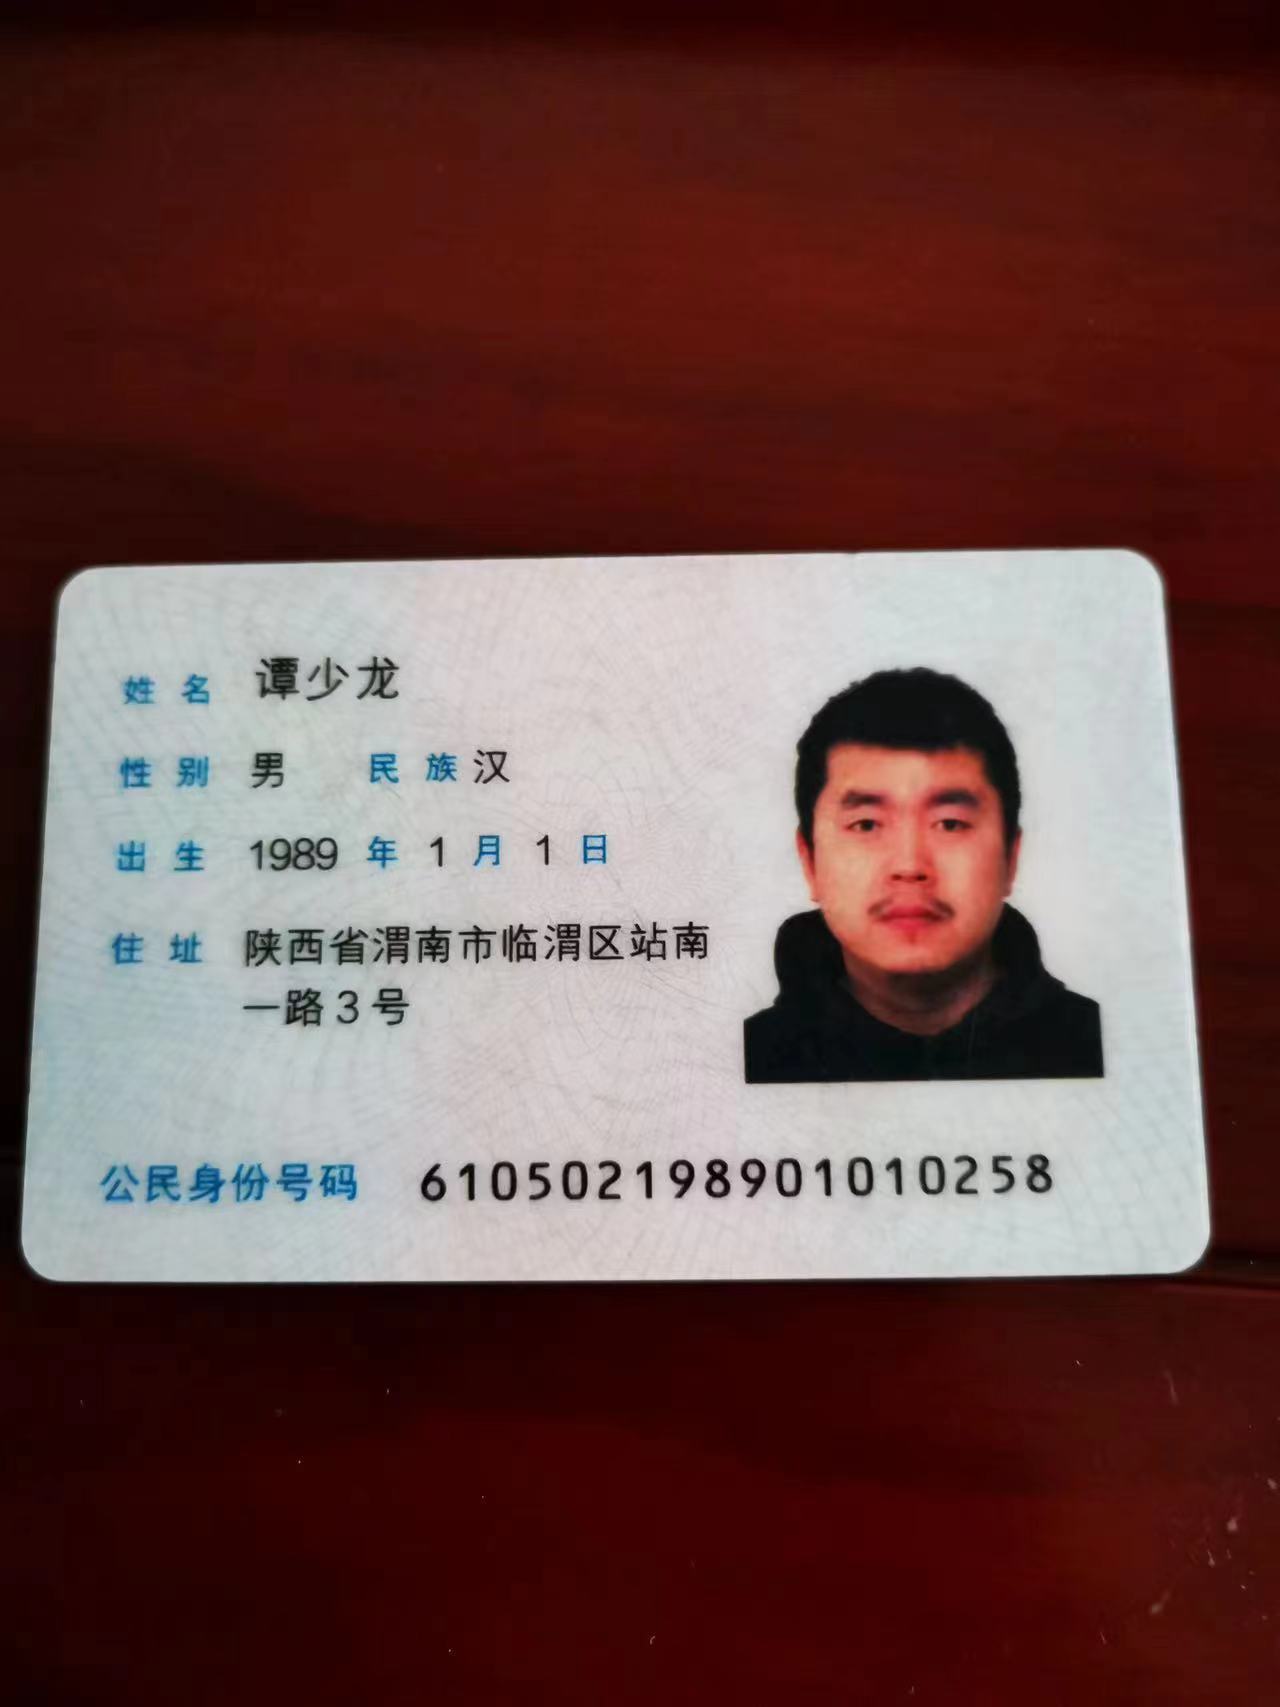 姓名 谭少龙
性别 男 民族 汉
出生 1989 年 1 月 1 日
住址 陕西省渭南市临渭区站南
一路3号
公民身份号码 610502198901010258